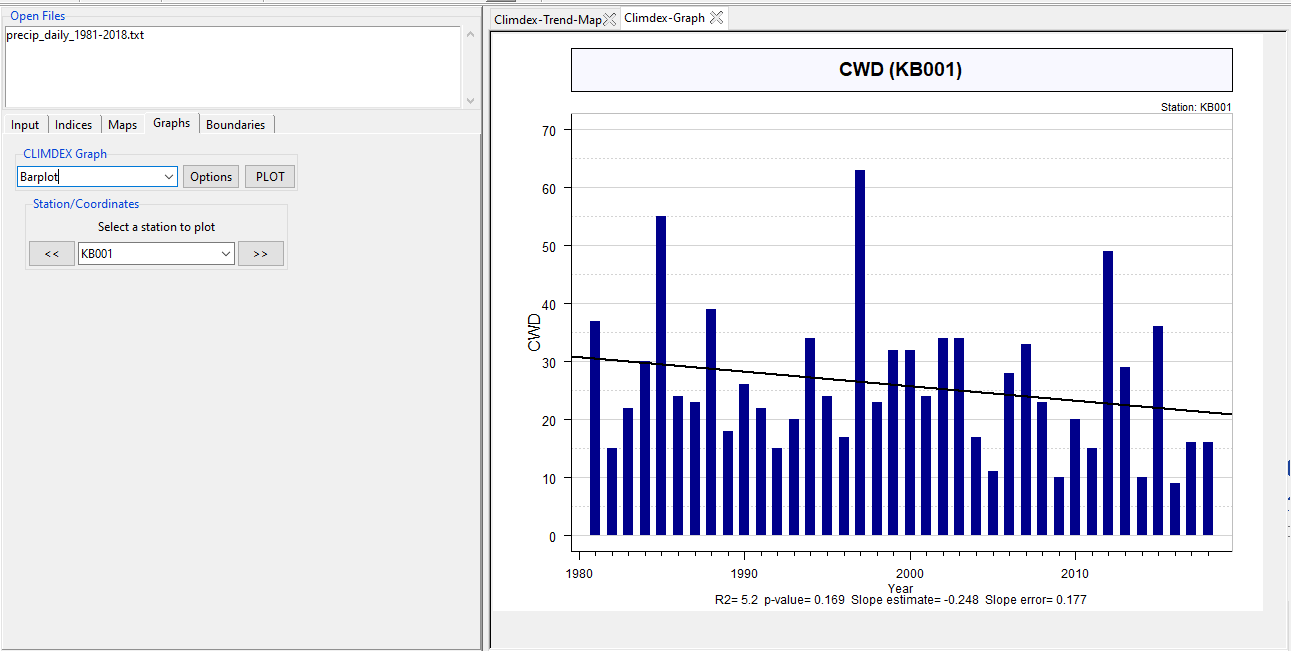 Open Files
precip_daily_1981-2018.txt
Input Indices Maps Graphs Boundaries
CLIMDEX Graph
Barplot Options PLOT
Station/Coordinates
Select a station to plot
<< KB001 >>
Climdex-Trend-Map Climdex-Graph
CWD (KB001)
Station: KB001
70
60
50
40
30
20
10
0
CWD
1980 1990 2000 2010
Year
R2= 5.2 p-value= 0.169 Slope estimate= -0.248 Slope error= 0.177